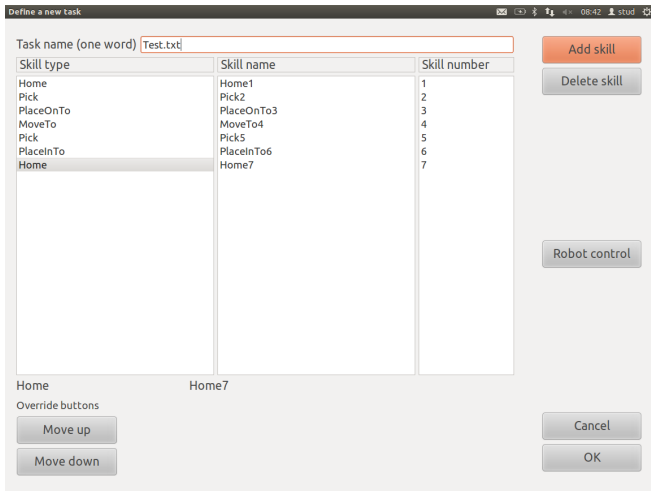 Define a new task 08:42 stud
Task name (one word) Test.txt Add skill
Skill type Skill name Skill number
Delete skill
Home Home1 1
Pick Pick2 2
PlaceOnTo PlaceOnTo3 3
MoveTo MoveTo4 4
Pick Pick5 5
PlaceInTo PlaceInTo6 6
Home Home7 7
Robot control
Home Home7
Override buttons
Move up Cancel
Move down OK